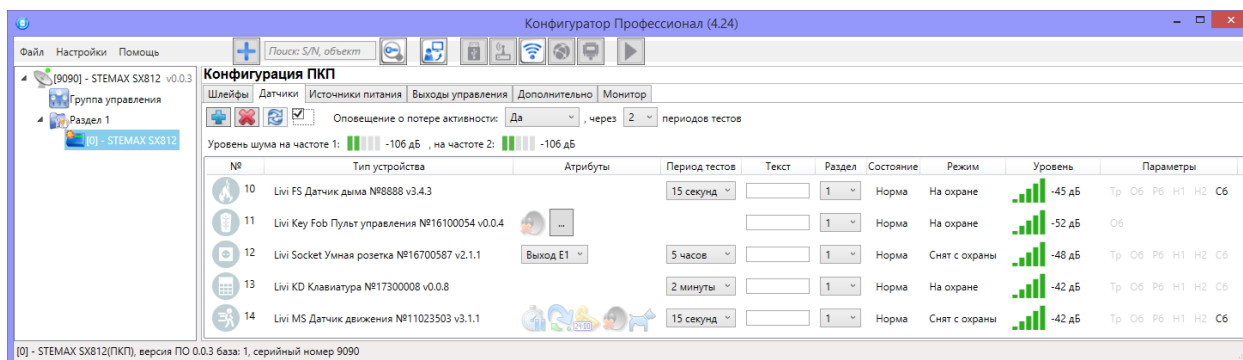 Конфигуратор Профессионал (4.24)
Файл Настройки Помощь Поиск: S/N, объект
[9090] - STEMAX SX812 v0.0.3
Группа управления
Раздел 1
[0] - STEMAX SX812
Конфигурация ПКП
Шлейфы Датчики Источники питания Выходы управления Дополнительно Монитор
Оповещение о потере активности: Да , через 2 периодов тестов
Уровень шума на частоте 1: -106 дБ , на частоте 2: -106 дБ
№ Тип устройства Атрибуты Период тестов Текст Раздел Состояние Режим Уровень Параметры
10 Livi FS Датчик дыма №8888 v3.4.3 15 секунд 1 Норма На охране -45 дБ Тр Об Рб Н1 Н2 Сб
11 Livi Key Fob Пульт управления №16100054 v0.0.4 ... 1 Норма На охране -52 дБ Об
12 Livi Socket Умная розетка №16700587 v2.1.1 Выход E1 5 часов 1 Норма Снят с охраны -48 дБ Тр Об Рб Н1 Н2 Сб
13 Livi KD Клавиатура №17300008 v0.0.8 2 минуты 1 Норма На охране -42 дБ Тр Об Рб Н1 Н2 Сб
14 Livi MS Датчик движения №11023503 v3.1.1 15 секунд 1 Норма Снят с охраны -42 дБ Тр Об Рб Н1 Н2 Сб
[0] - STEMAX SX812(ПКП), версия ПО 0.0.3 база: 1, серийный номер 9090